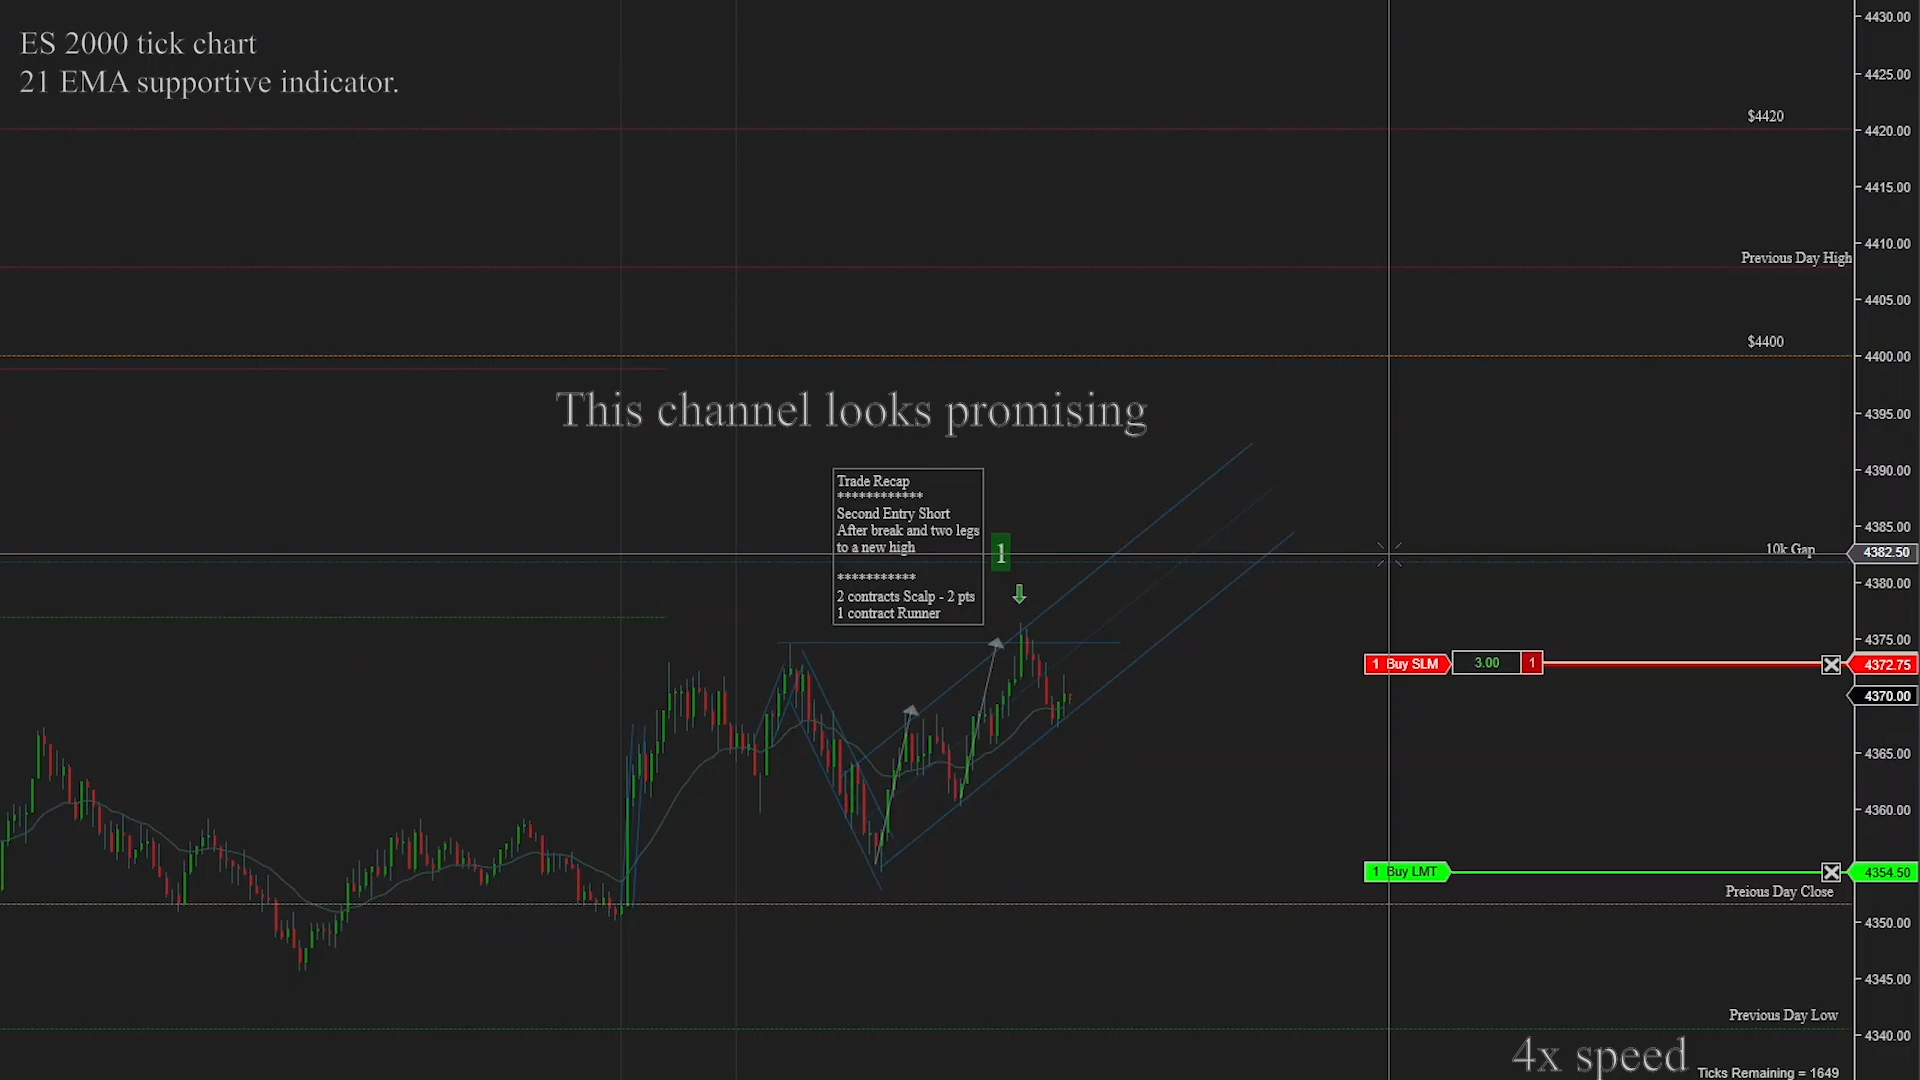 ES 2000 tick chart
21 EMA supportive indicator.
4430.00
4425.00
$4420
4420.00
4415.00
4410.00
Previous Day High
4405.00
$4400
4400.00
This channel looks promising
4395.00
4390.00
Trade Recap
************
Second Entry Short
After break and two legs
to a new high
***********
2 contracts Scalp - 2 pts
1 contract Runner
1
4385.00
10k Gap
4382.50
4380.00
4375.00
1 Buy SLM
3.00
1
4372.75
4370.00
4365.00
4360.00
1 Buy LMT
4354.50
Preious Day Close
4350.00
4345.00
Previous Day Low
4340.00
4x speed
Ticks Remaining = 1649